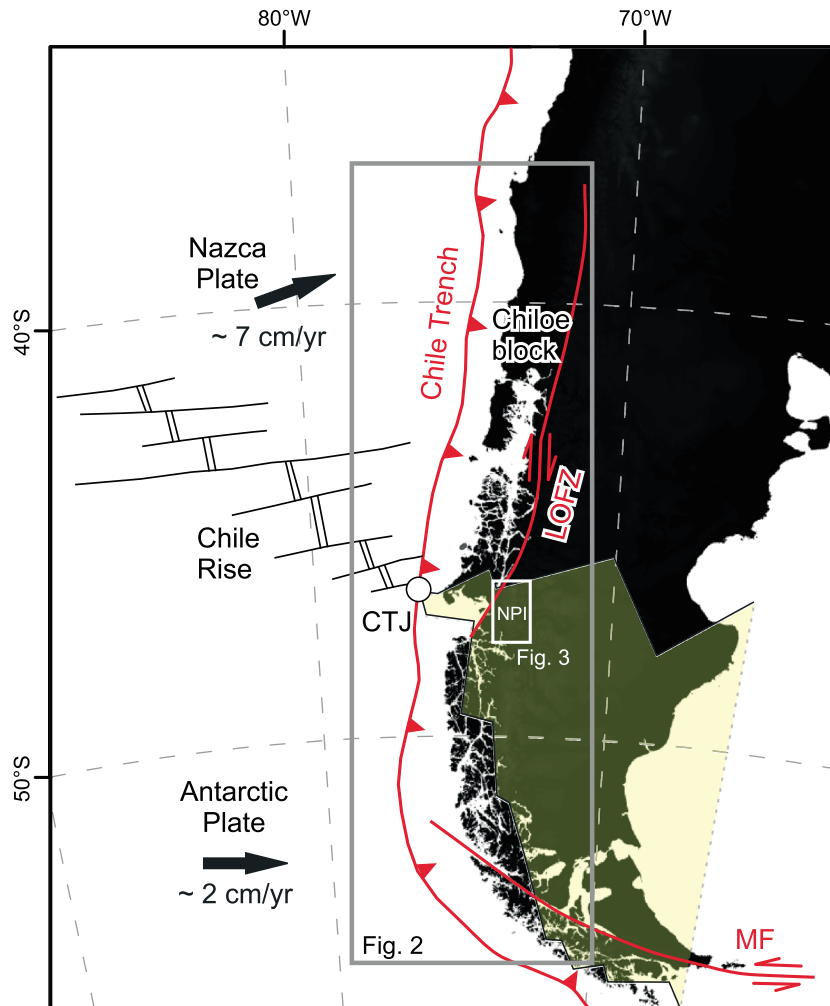 80°W
70°W
Nazca
Plate
~ 7 cm/yr
40°S
Chile Trench
Chiloe
block
LOFZ
Chile
Rise
CTJ
NPI
Fig. 3
50°S
Antarctic
Plate
~ 2 cm/yr
Fig. 2
MF